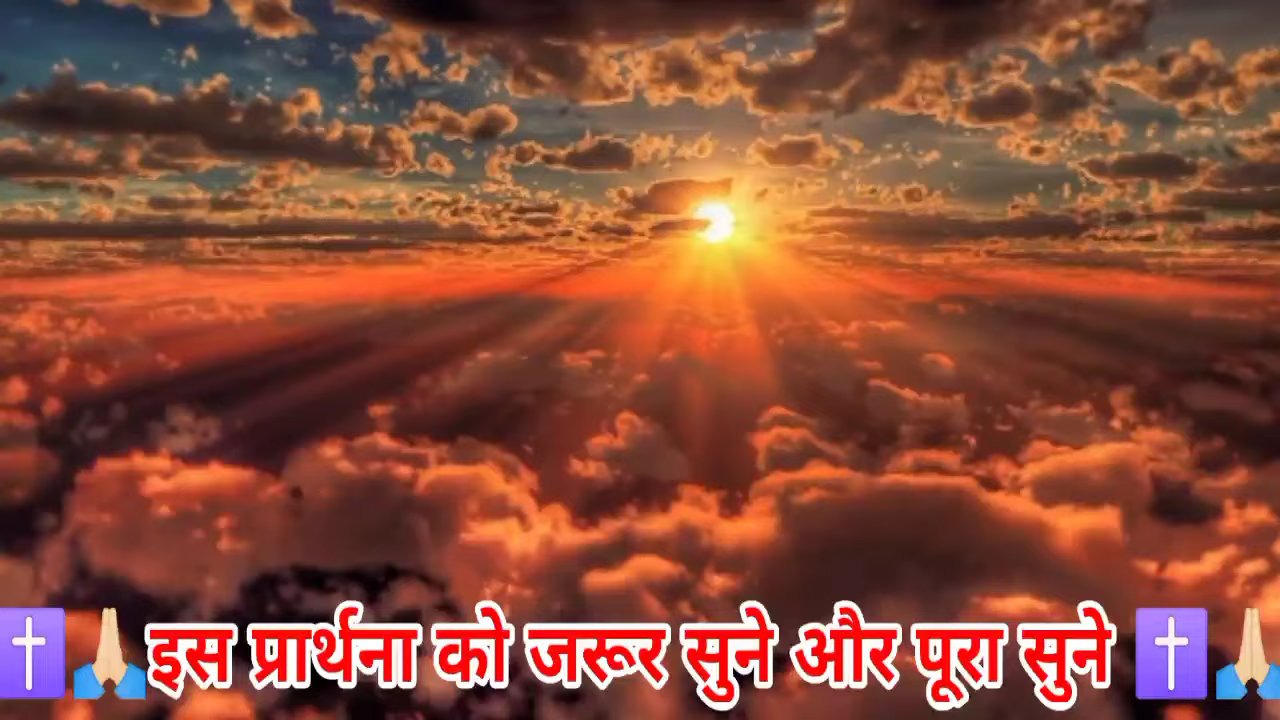 ✝️🙏🏻इस प्रार्थना को जरूर सुने और पूरा सुने ✝️🙏🏻